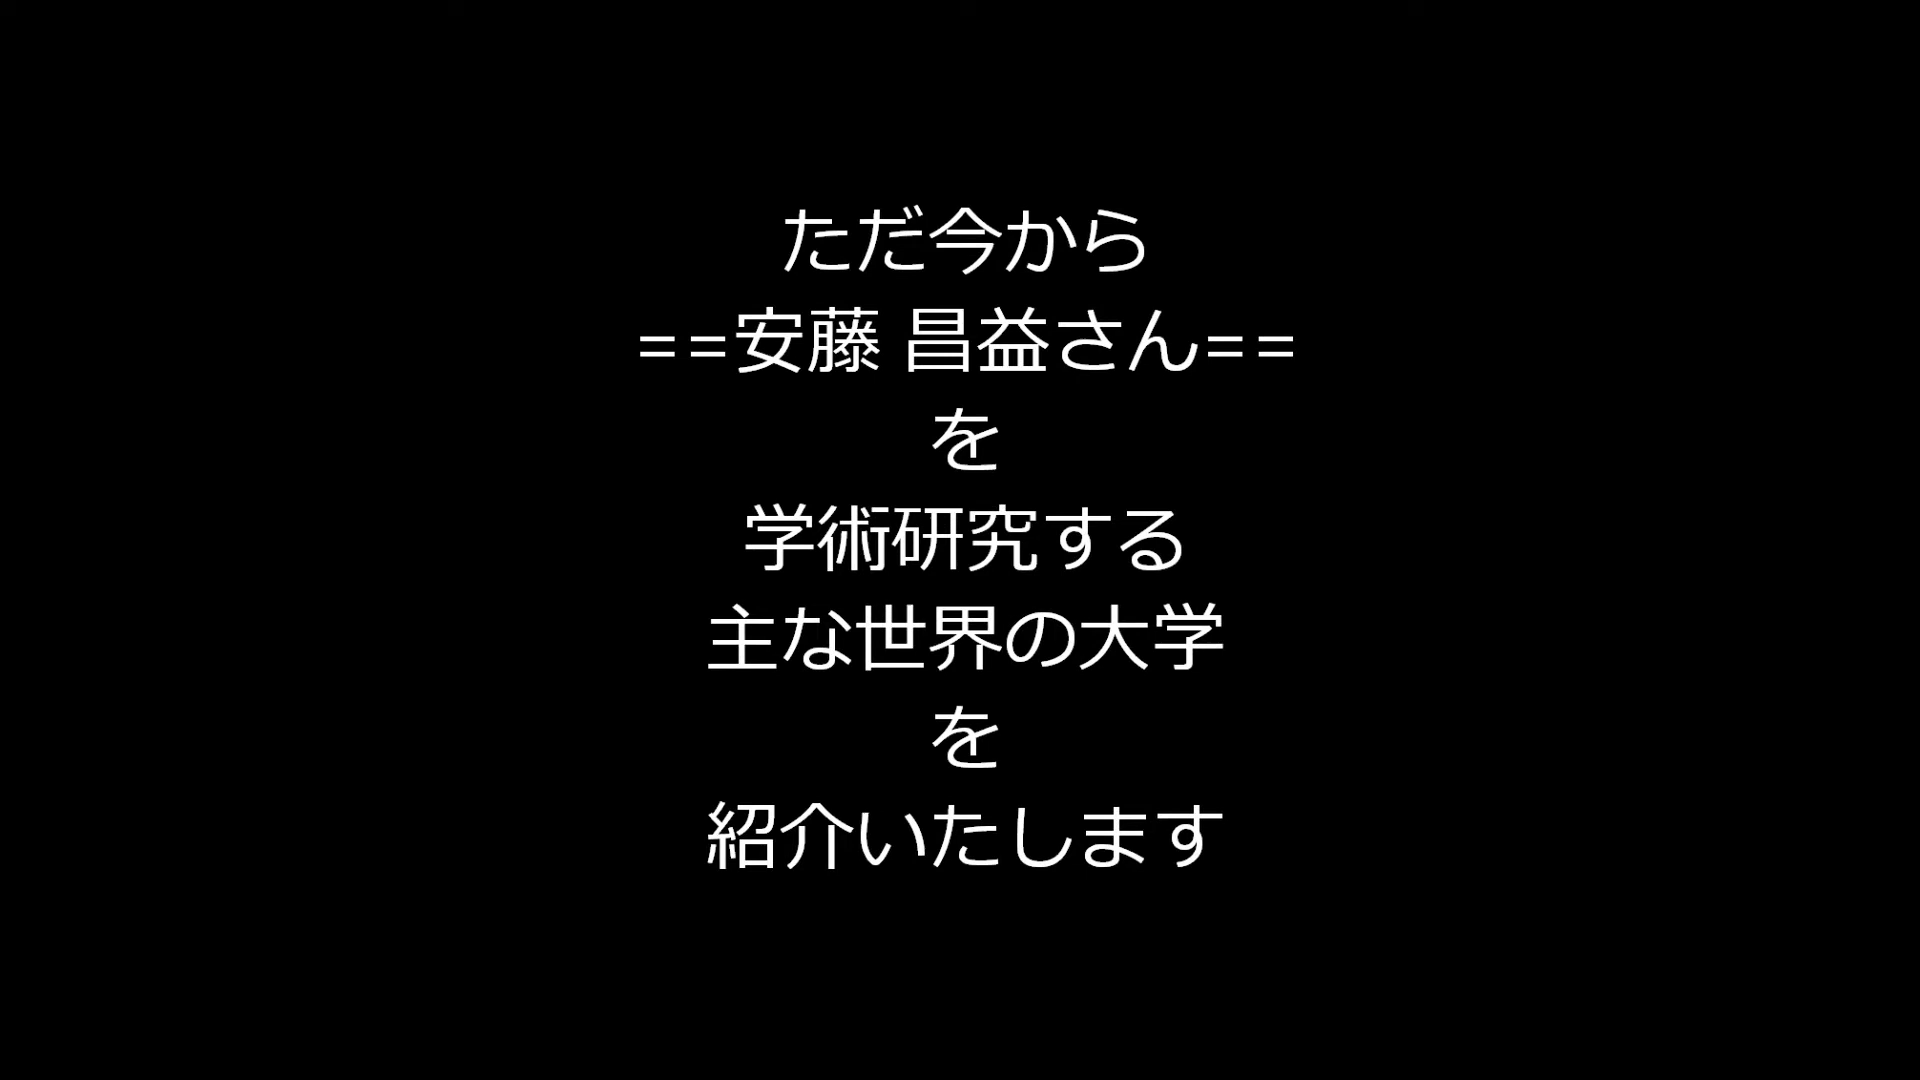 ただ今から
==安藤 昌益さん==
を
学術研究する
主な世界の大学
を
紹介いたします